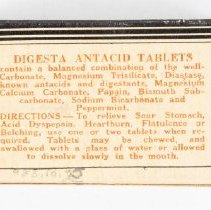 DIGESTA ANTACID TABLETS
contain a balanced combination of the well-
Carbonate, Magnesium Trisilicate, Diastase,
known antacids and digestants, Magnesium
Calcium Carbonate, Papain, Bismuth Sub-
carbonate, Sodium Bicarbonate and
Peppermint.
DIRECTIONS—To relieve Sour Stomach,
Acid Dyspepsia, Heartburn, Flatulence or
Belching, use one or two tablets when re-
quired. Tablets may be chewed, and
swallowed with a glass of water or allowed
to dissolve slowly in the mouth.